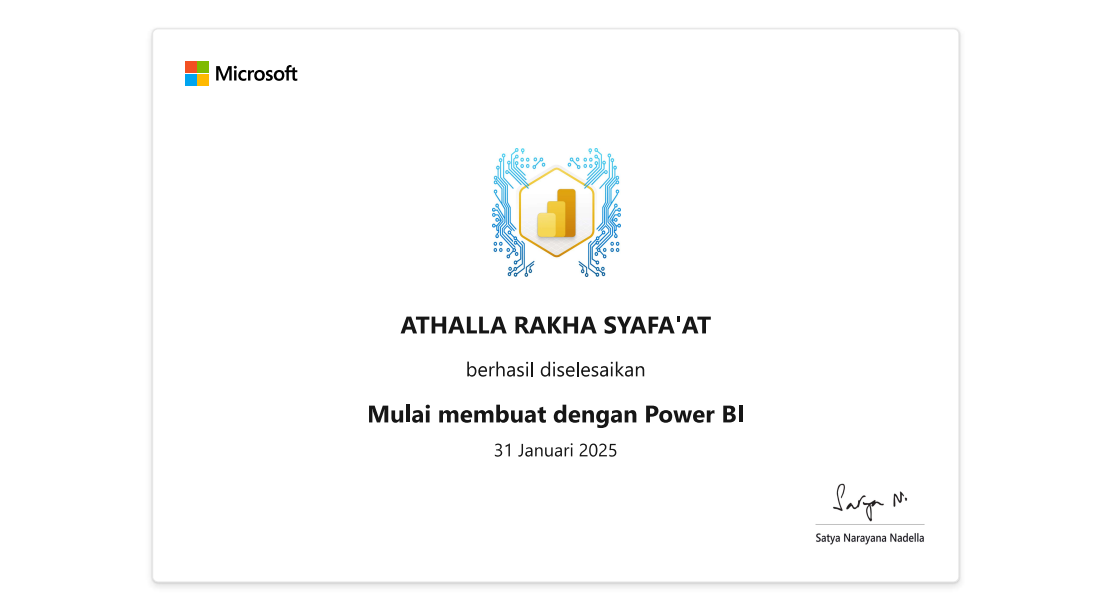 Microsoft
ATHALLA RAKHA SYAFA'AT
berhasil diselesaikan
Mulai membuat dengan Power BI
31 Januari 2025
Satya N.
Satya Narayana Nadella